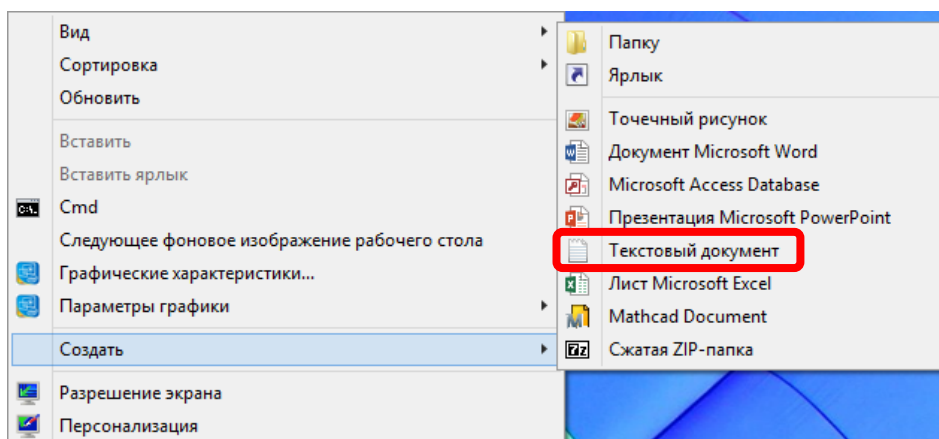 Вид
Сортировка
Обновить
Вставить
Вставить ярлык
Cmd
Следующее фоновое изображение рабочего стола
Графические характеристики...
Параметры графики
Создать
Разрешение экрана
Персонализация
Папку
Ярлык
Точечный рисунок
Документ Microsoft Word
Microsoft Access Database
Презентация Microsoft PowerPoint
Текстовый документ
Лист Microsoft Excel
Mathcad Document
Сжатая ZIP-папка